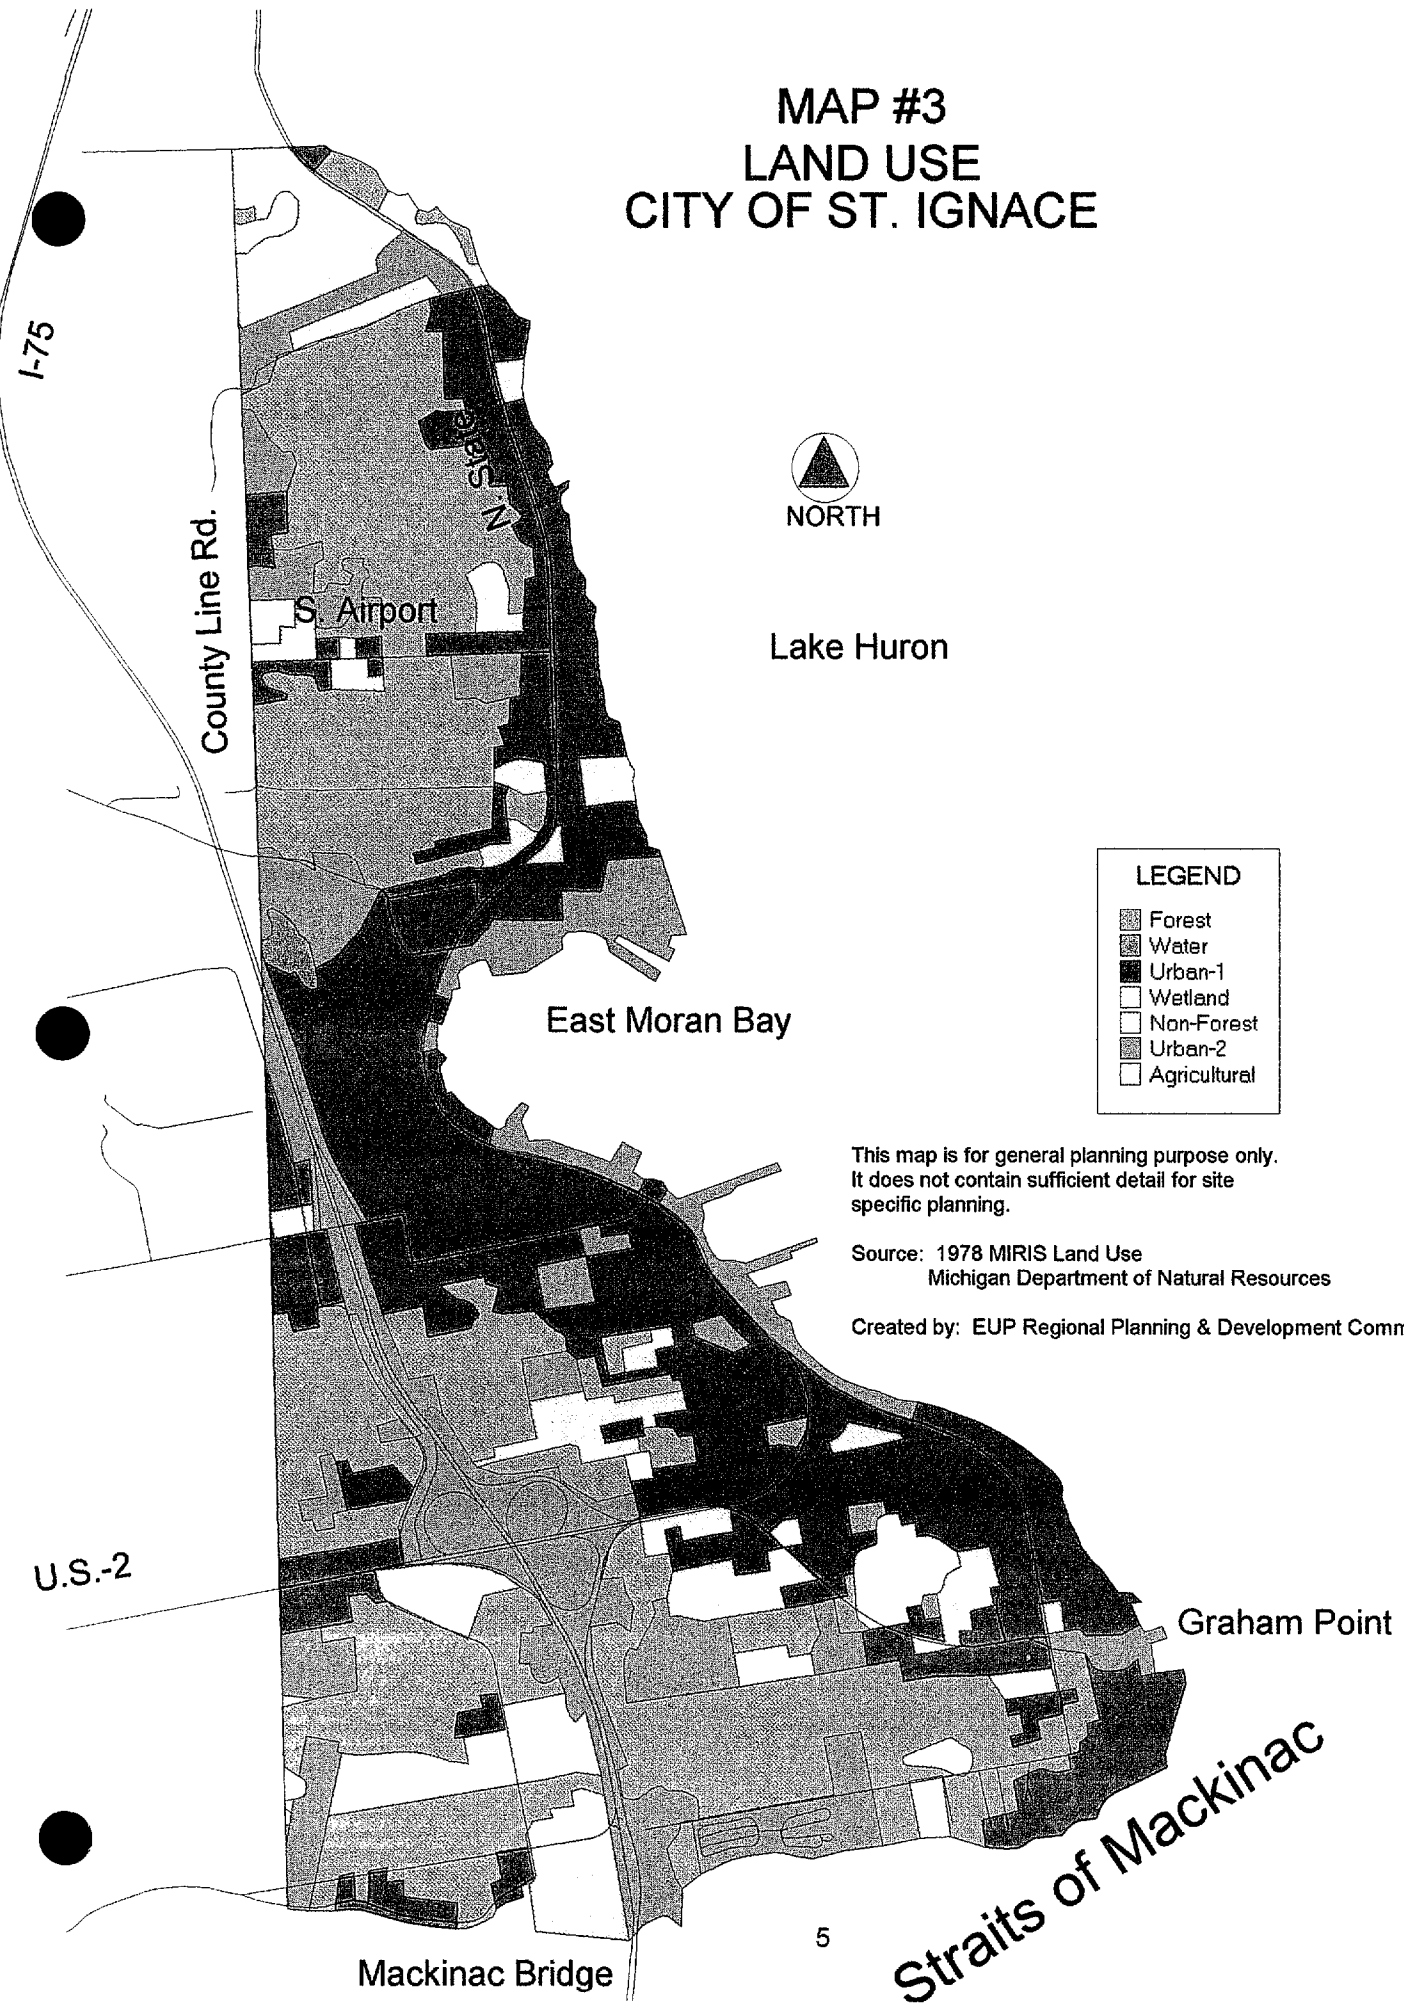 MAP #3
LAND USE
CITY OF ST. IGNACE
I-75
N. State
NORTH
County Line Rd.
S. Airport
Lake Huron
LEGEND
Forest
Water
Urban-1
Wetland
Non-Forest
Urban-2
Agricultural
East Moran Bay
This map is for general planning purpose only.
It does not contain sufficient detail for site
specific planning.
Source: 1978 MIRIS Land Use
Michigan Department of Natural Resources
Created by: EUP Regional Planning & Development Comm
U.S.-2
Graham Point
Straits of Mackinac
5
Mackinac Bridge